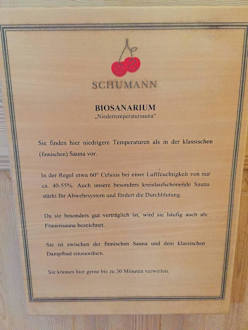 SCHUMANN
BIOSANARIUM
„Niedertemperatursauna"
Sie finden hier niedrigere Temperaturen als in der klassischen
(finnischen) Sauna vor.
In der Regel etwa 60° Celsius bei einer Luftfeuchtigkeit von nur
ca. 40-55%. Auch unsere besonders kreislaufschonende Sauna
stärkt Ihr Abwehrsystem und fördert die Durchblutung.
Da sie besonders gut verträglich ist, wird sie häufig auch als
Frauensauna bezeichnet.
Sie ist zwischen der finnischen Sauna und dem klassischen
Dampfbad einzuordnen.
Sie können hier gerne bis zu 30 Minuten verweilen.